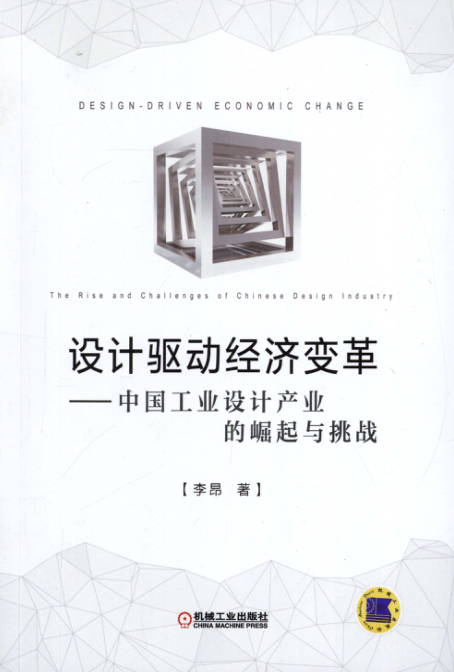 DESIGN-DRIVEN ECONOMIC CHANGE
The Rise and Challenges of Chinese Design Industry
设计驱动经济变革
——中国工业设计产业
的崛起与挑战
【李昂 著】
机械工业出版社
CHINA MACHINE PRESS